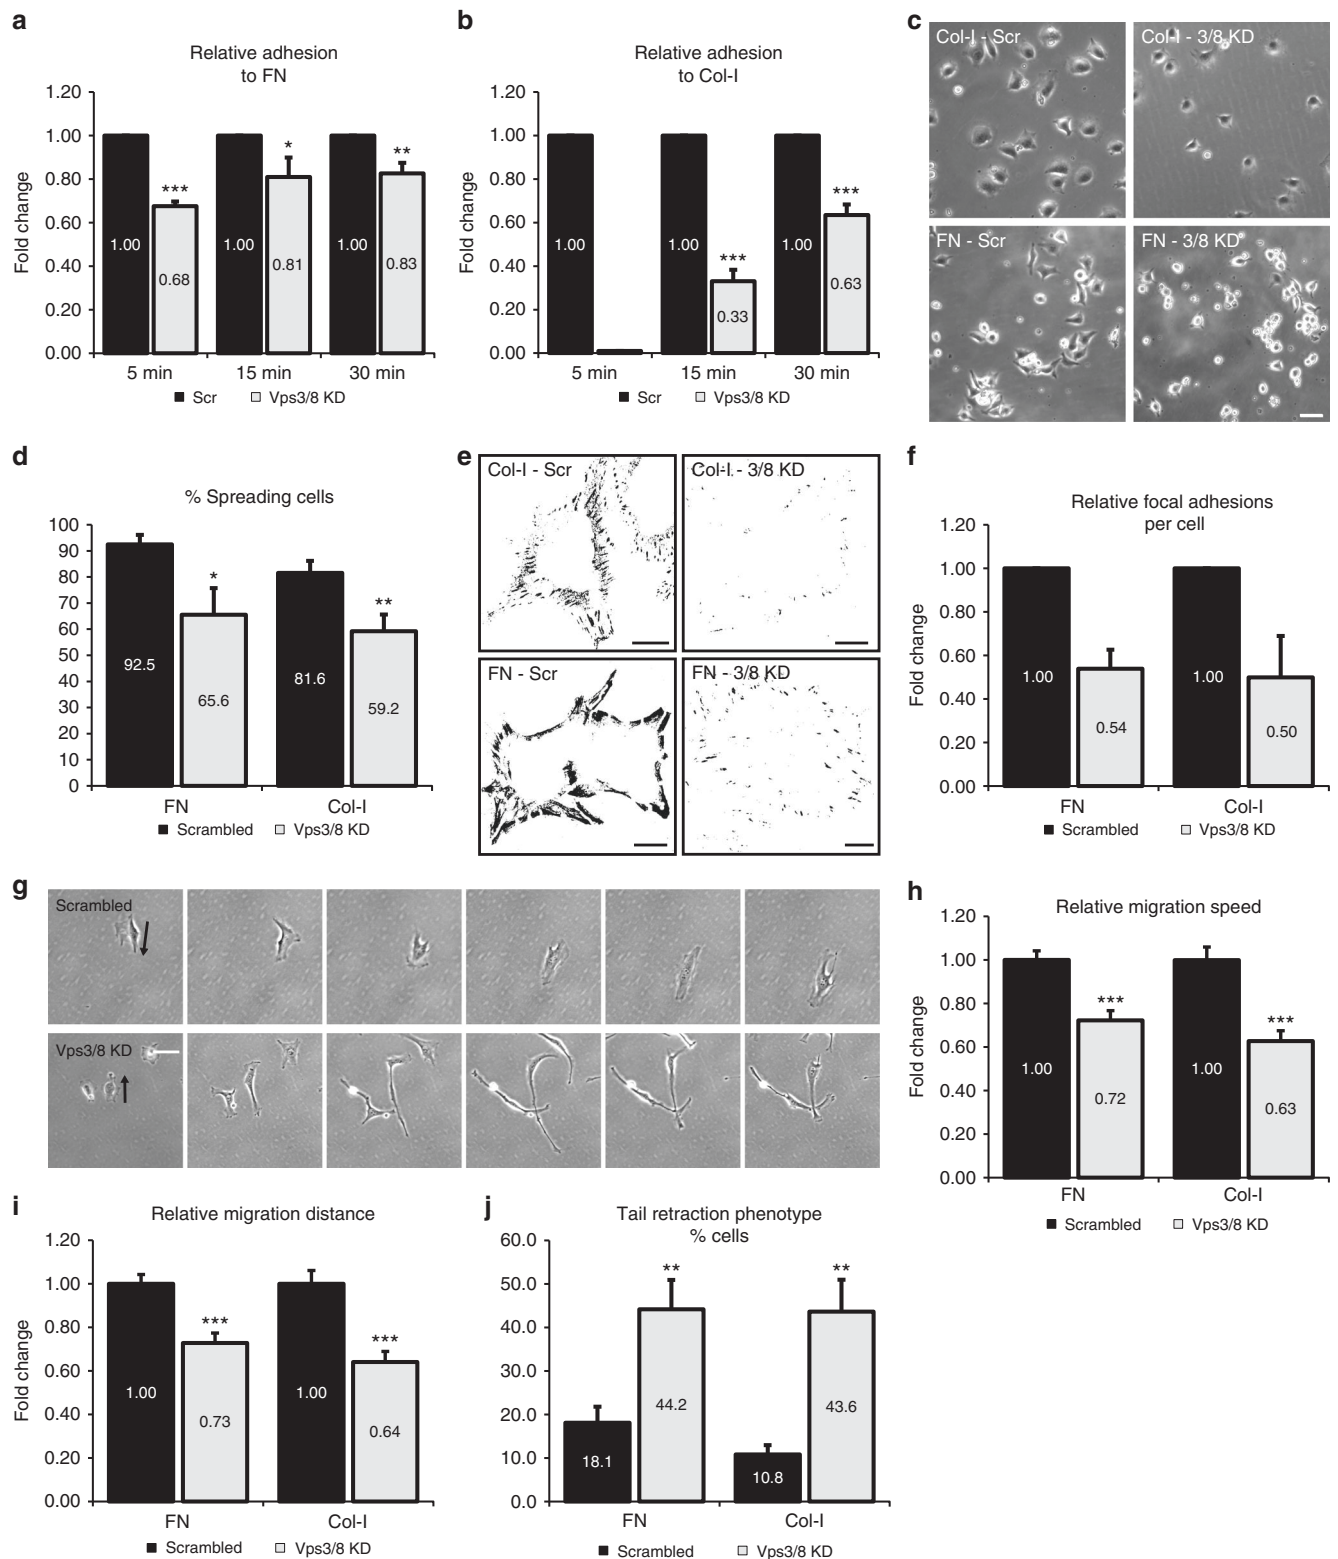 a
Relative adhesion
to FN
1.20
1.00
0.80
0.60
0.40
0.20
0.00
Fold change
1.00
***
0.68
1.00
*
0.81
1.00
**
0.83
5 min
15 min
30 min
Scr
Vps3/8 KD
b
Relative adhesion
to Col-I
1.20
1.00
0.80
0.60
0.40
0.20
0.00
Fold change
1.00
1.00
***
0.33
1.00
***
0.63
5 min
15 min
30 min
Scr
Vps3/8 KD
c
Col-I - Scr
Col-I - 3/8 KD
FN - Scr
FN - 3/8 KD
d
% Spreading cells
100
90
80
70
60
50
40
30
20
10
0
92.5
*
65.6
81.6
**
59.2
FN
Col-I
Scrambled
Vps3/8 KD
e
Col-I - Scr
Col-I - 3/8 KD
FN - Scr
FN - 3/8 KD
f
Relative focal adhesions
per cell
1.20
1.00
0.80
0.60
0.40
0.20
0.00
Fold change
1.00
0.54
1.00
0.50
FN
Col-I
Scrambled
Vps3/8 KD
g
Scrambled
Vps3/8 KD
h
Relative migration speed
1.20
1.00
0.80
0.60
0.40
0.20
0.00
Fold change
1.00
***
0.72
1.00
***
0.63
FN
Col-I
Scrambled
Vps3/8 KD
i
Relative migration distance
1.20
1.00
0.80
0.60
0.40
0.20
0.00
Fold change
1.00
***
0.73
1.00
***
0.64
FN
Col-I
Scrambled
Vps3/8 KD
j
Tail retraction phenotype
% cells
60.0
50.0
40.0
30.0
20.0
10.0
0.0
18.1
**
44.2
10.8
**
43.6
FN
Col-I
Scrambled
Vps3/8 KD